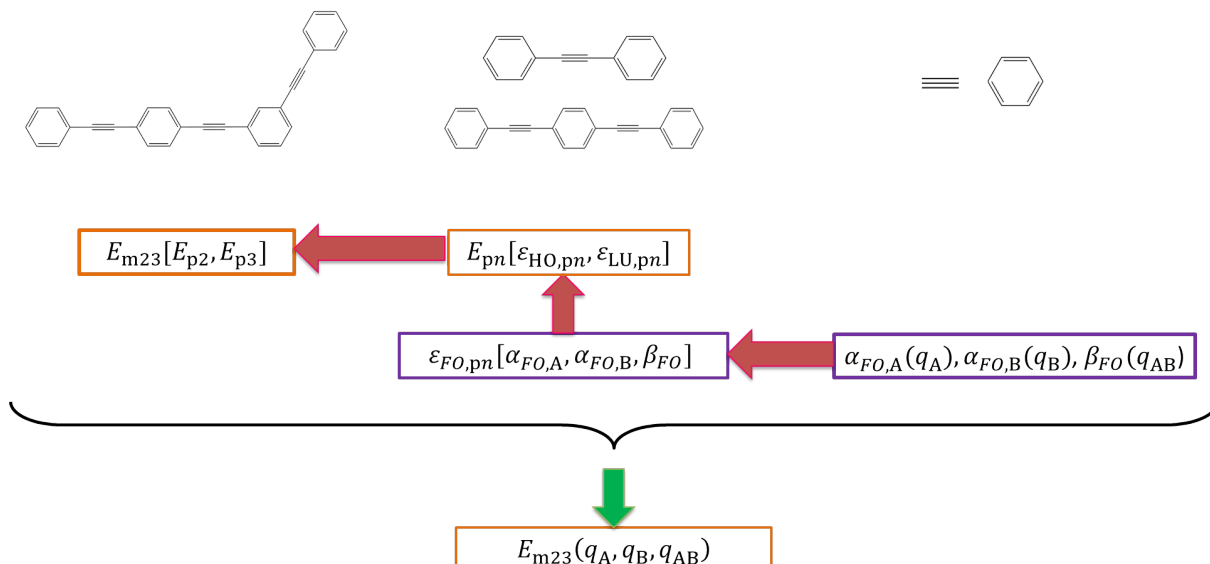 E_m23[E_p2, E_p3]
E_pn[ε_HO,pn, ε_LU,pn]
ε_FO,pn[α_FO,A, α_FO,B, β_FO]
α_FO,A(q_A), α_FO,B(q_B), β_FO(q_AB)
E_m23(q_A, q_B, q_AB)